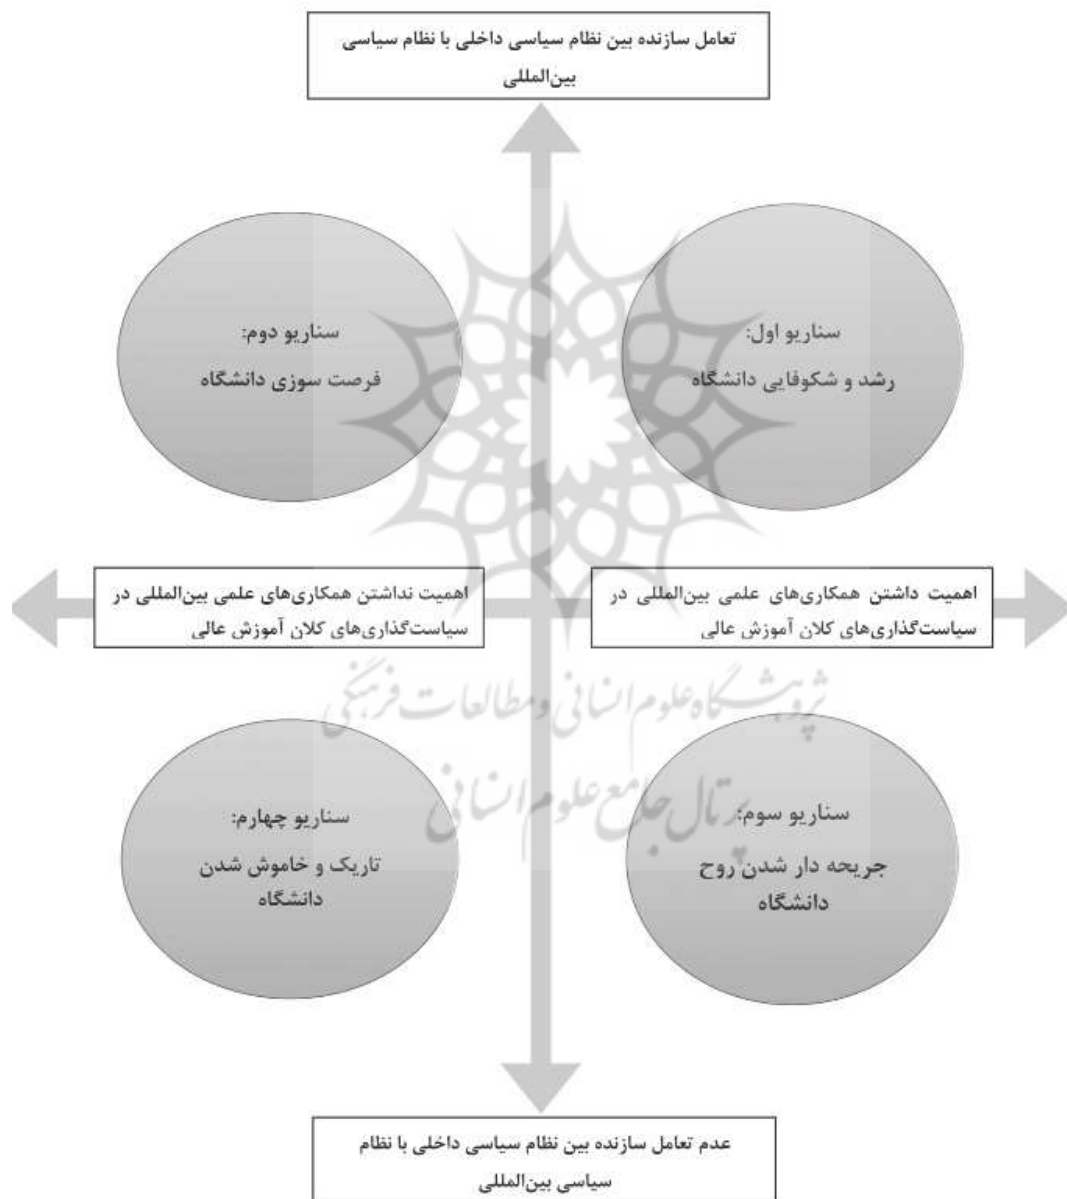 تعامل سازنده بین نظام سیاسی داخلی با نظام سیاسی
بین‌المللی
سناریو اول:
رشد و شکوفایی دانشگاه
سناریو دوم:
فرصت سوزی دانشگاه
اهمیت داشتن همکاری‌های علمی بین‌المللی در
سیاست‌گذاری‌های کلان آموزش عالی
اهمیت نداشتن همکاری‌های علمی بین‌المللی در
سیاست‌گذاری‌های کلان آموزش عالی
پژوهشگاه علوم انسانی و مطالعات فرهنگی
پرتال جامع علوم انسانی
سناریو سوم:
جریحه دار شدن روح
دانشگاه
سناریو چهارم:
تاریک و خاموش شدن
دانشگاه
عدم تعامل سازنده بین نظام سیاسی داخلی با نظام
سیاسی بین‌المللی